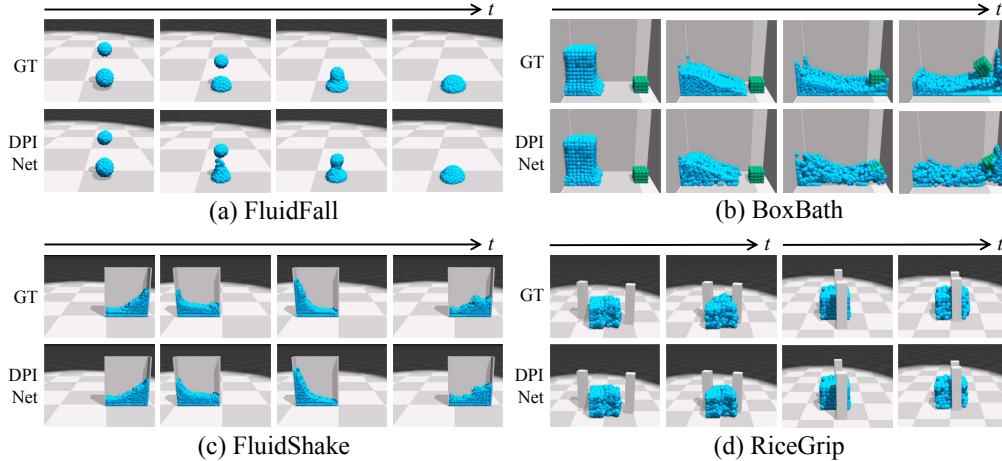 t
GT
DPI
Net
(a) FluidFall
t
GT
DPI
Net
(b) BoxBath
t
GT
DPI
Net
(c) FluidShake
t
t
GT
DPI
Net
(d) RiceGrip